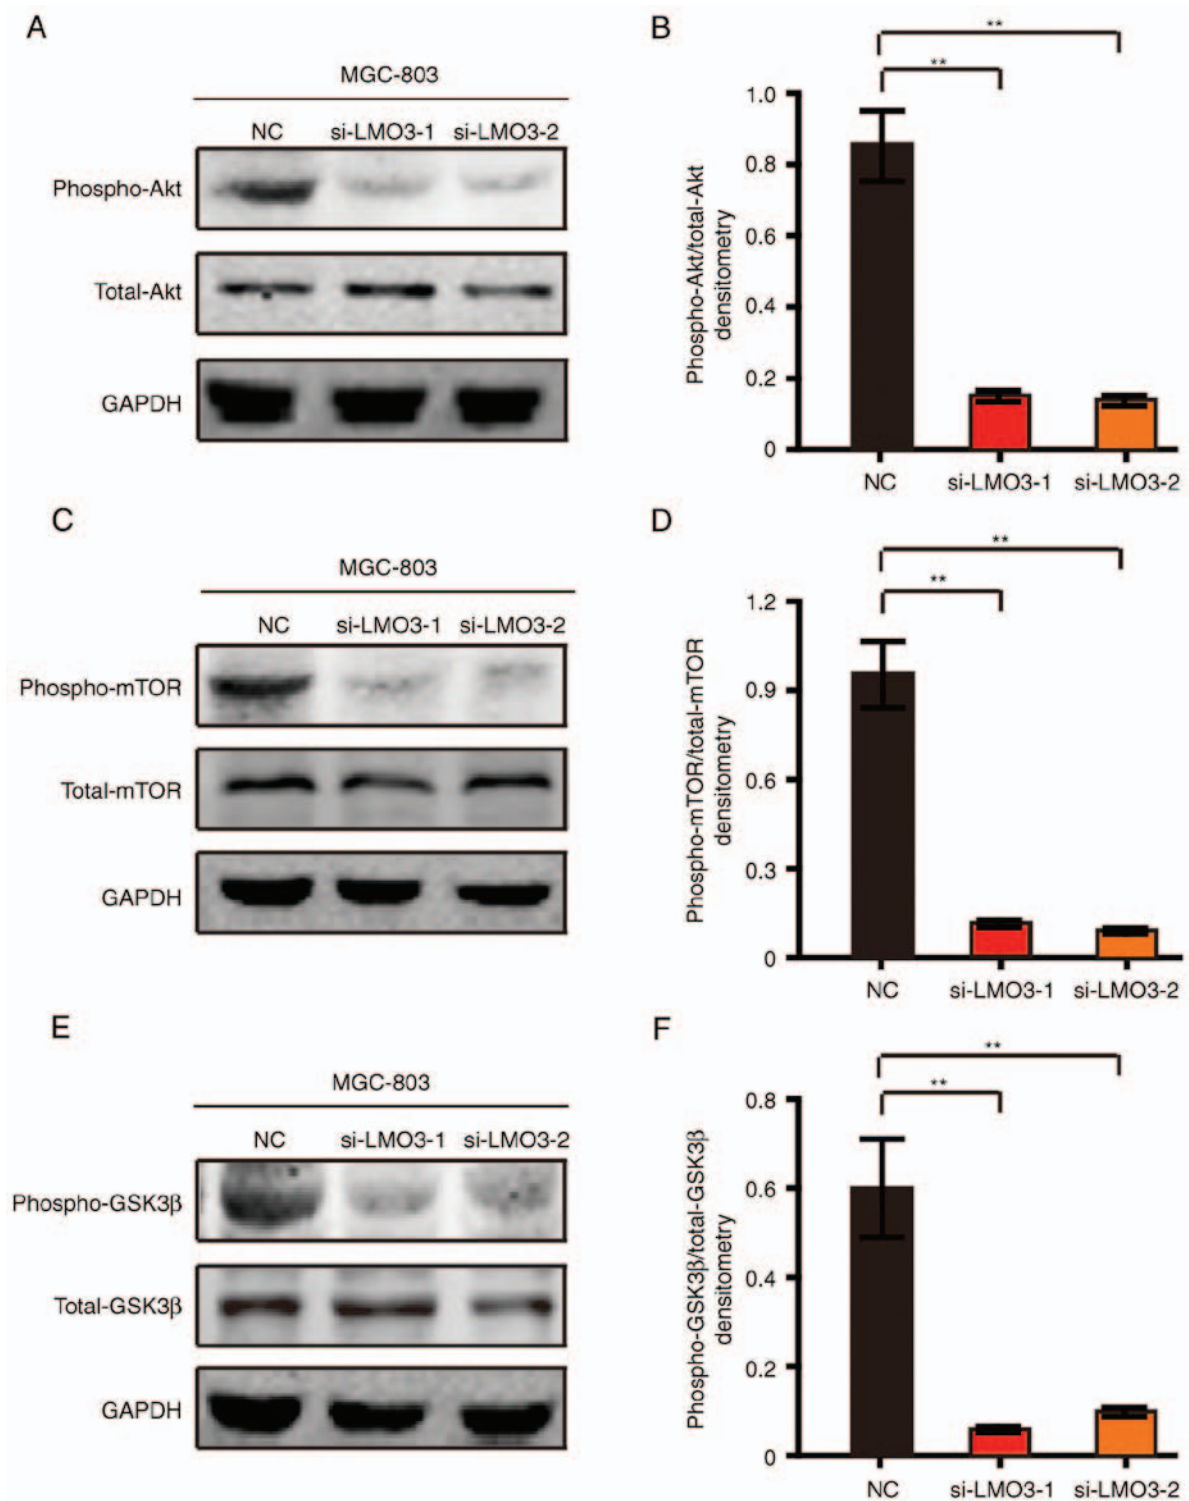 A
MGC-803
NC si-LMO3-1 si-LMO3-2
Phospho-Akt
Total-Akt
GAPDH
B
**
**
Phospho-Akt/total-Akt
densitometry
1.0
0.8
0.6
0.4
0.2
0
NC si-LMO3-1 si-LMO3-2
C
MGC-803
NC si-LMO3-1 si-LMO3-2
Phospho-mTOR
Total-mTOR
GAPDH
D
**
**
Phospho-mTOR/total-mTOR
densitometry
1.2
0.9
0.6
0.3
0
NC si-LMO3-1 si-LMO3-2
E
MGC-803
NC si-LMO3-1 si-LMO3-2
Phospho-GSK3β
Total-GSK3β
GAPDH
F
**
**
Phospho-GSK3β/total-GSK3β
densitometry
0.8
0.6
0.4
0.2
0
NC si-LMO3-1 si-LMO3-2